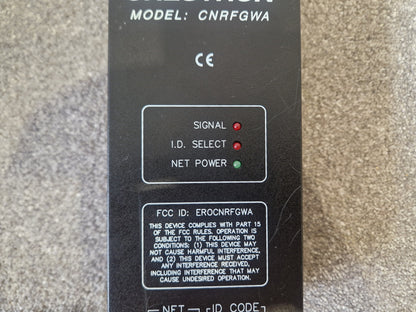 CRESTRON
MODEL: CNRFGWA
CE
SIGNAL
I.D. SELECT
NET POWER
FCC ID: EROCNRFGWA
THIS DEVICE COMPLIES WITH PART 15
OF THE FCC RULES. OPERATION IS
SUBJECT TO THE FOLLOWING TWO
CONDITIONS: (1) THIS DEVICE MAY
NOT CAUSE HARMFUL INTERFERENCE,
AND (2) THIS DEVICE MUST ACCEPT
ANY INTERFERENCE RECEIVED,
INCLUDING INTERFERENCE THAT MAY
CAUSE UNDESIRED OPERATION.
NET ID CODE